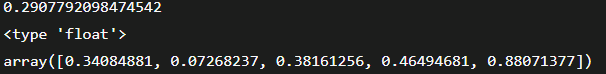 0.2907792098474542
<type 'float'>
array([0.34084881, 0.07268237, 0.38161256, 0.46494681, 0.88071377])